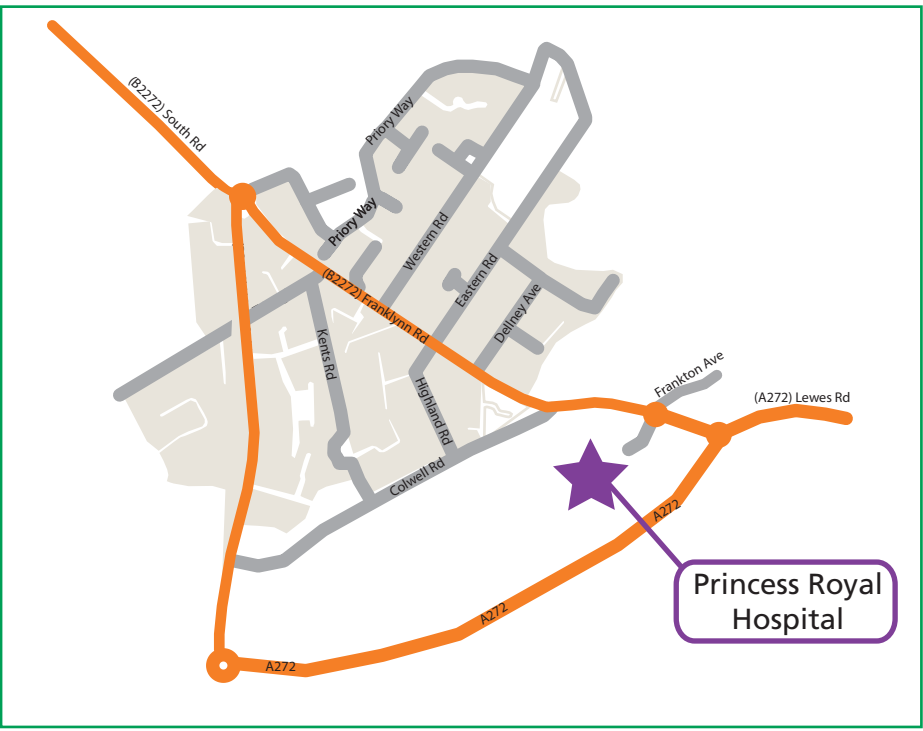 (B2272) South Rd
Priory Way
Priory Way
Western Rd
Eastern Rd
(B2272) Franklynn Rd
Dellney Ave
Kents Rd
Highland Rd
Frankton Ave
(A272) Lewes Rd
Colwell Rd
A272
A272
A272
Princess Royal
Hospital